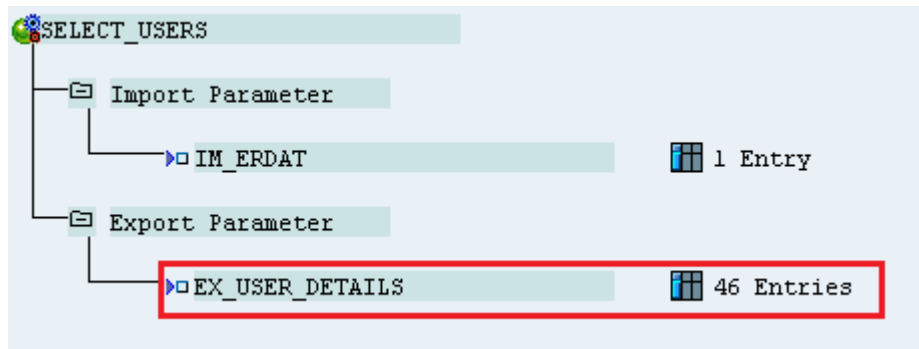 SELECT_USERS
Import Parameter
IM_ERDAT 1 Entry
Export Parameter
EX_USER_DETAILS 46 Entries